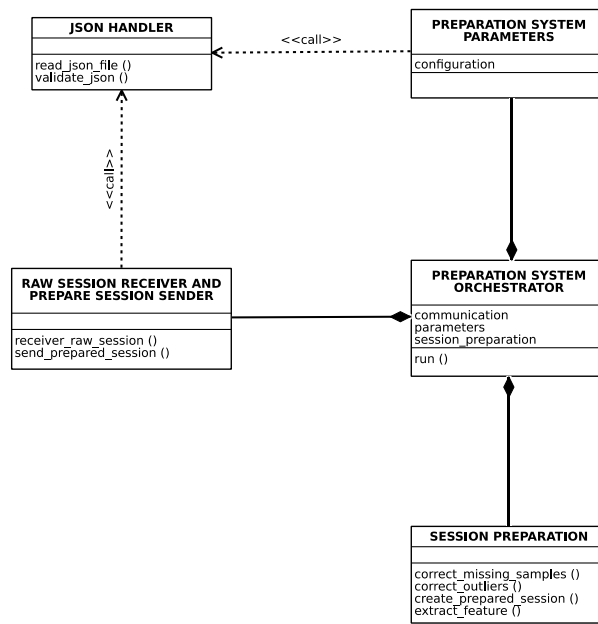 JSON HANDLER
read_json_file ()
validate_json ()
<<call>>
PREPARATION SYSTEM
PARAMETERS
configuration
<<call>>
RAW SESSION RECEIVER AND
PREPARE SESSION SENDER
receiver_raw_session ()
send_prepared_session ()
PREPARATION SYSTEM
ORCHESTRATOR
communication
parameters
session_preparation
run ()
SESSION PREPARATION
correct_missing_samples ()
correct_outliers ()
create_prepared_session ()
extract_feature ()